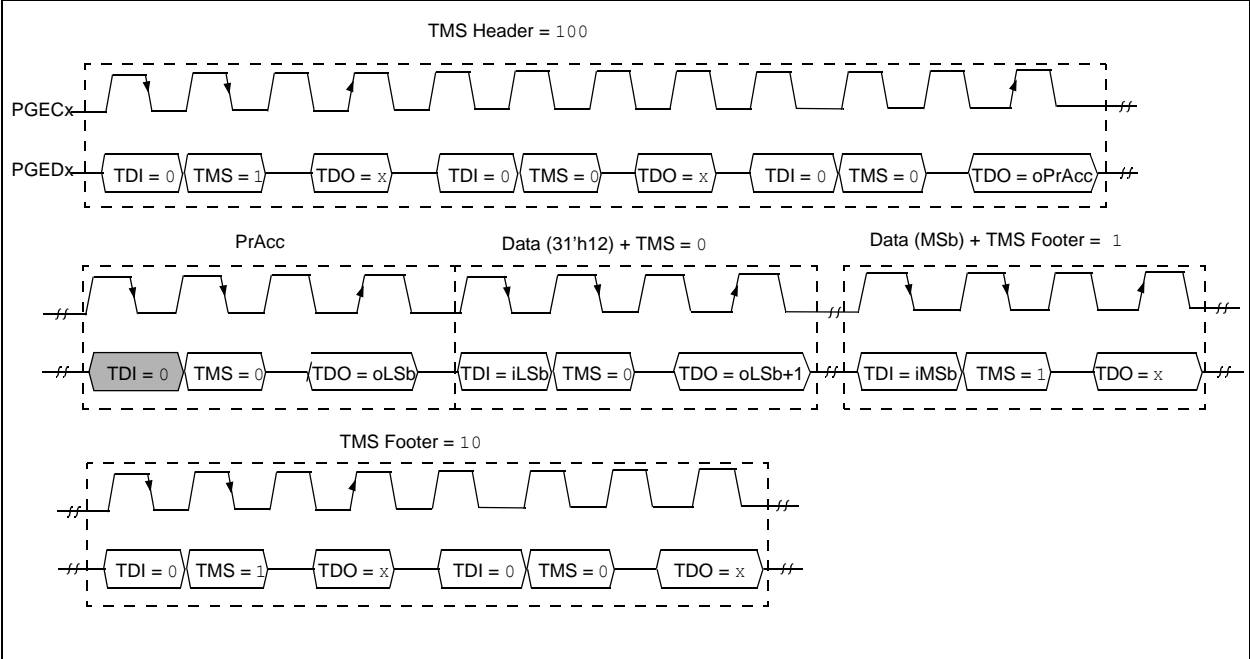 TMS Header = 100
PGECx
PGEDx
TDI = 0 TMS = 1 TDO = x TDI = 0 TMS = 0 TDO = x TDI = 0 TMS = 0 TDO = oPrAcc
PrAcc
Data (31'h12) + TMS = 0
Data (MSb) + TMS Footer = 1
TDI = 0 TMS = 0 TDO = oLSb TDI = iLSb TMS = 0 TDO = oLSb+1 TDI = iMSb TMS = 1 TDO = x
TMS Footer = 10
TDI = 0 TMS = 1 TDO = x TDI = 0 TMS = 0 TDO = x